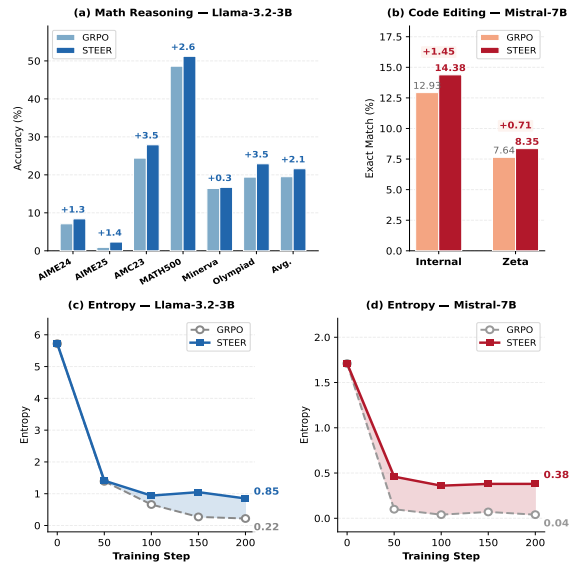 (a) Math Reasoning — Llama-3.2-3B
GRPO
STEER
Accuracy (%)
50
40
30
20
10
0
+1.3
+1.4
+3.5
+2.6
+0.3
+3.5
+2.1
AIME24
AIME25
AMC23
MATH500
Minerva
Olympiad
Avg.
(b) Code Editing — Mistral-7B
GRPO
STEER
Exact Match (%)
17.5
15.0
12.5
10.0
7.5
5.0
2.5
0.0
+1.45
12.93
14.38
+0.71
7.64
8.35
Internal
Zeta
(c) Entropy — Llama-3.2-3B
GRPO
STEER
Entropy
6
5
4
3
2
1
0
0.85
0.22
0
50
100
150
200
Training Step
(d) Entropy — Mistral-7B
GRPO
STEER
Entropy
2.0
1.5
1.0
0.5
0.0
0.38
0.04
0
50
100
150
200
Training Step